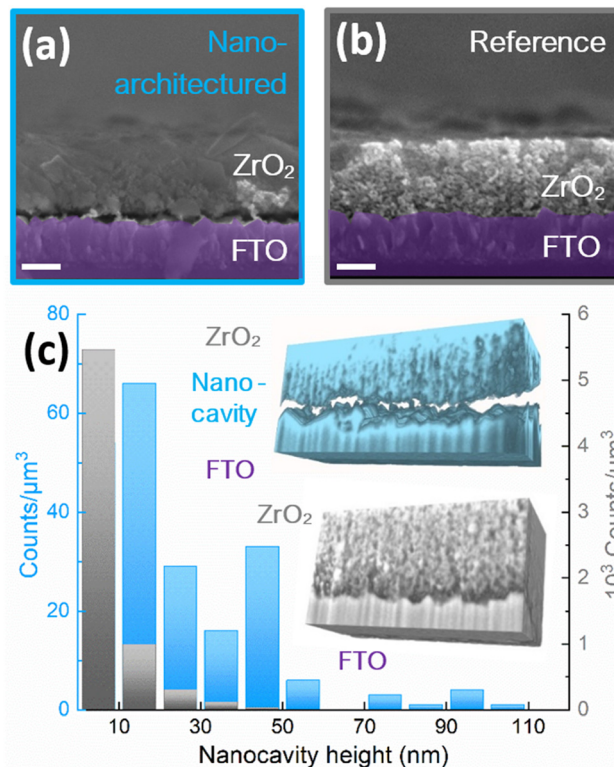 (a)
Nano-
architectured
ZrO₂
FTO
(b)
Reference
ZrO₂
FTO
(c)
80
60
40
20
0
Counts/μm³
ZrO₂
Nano-
cavity
FTO
ZrO₂
FTO
6
5
4
3
2
1
0
10³ Counts/μm³
10 30 50 70 90 110
Nanocavity height (nm)